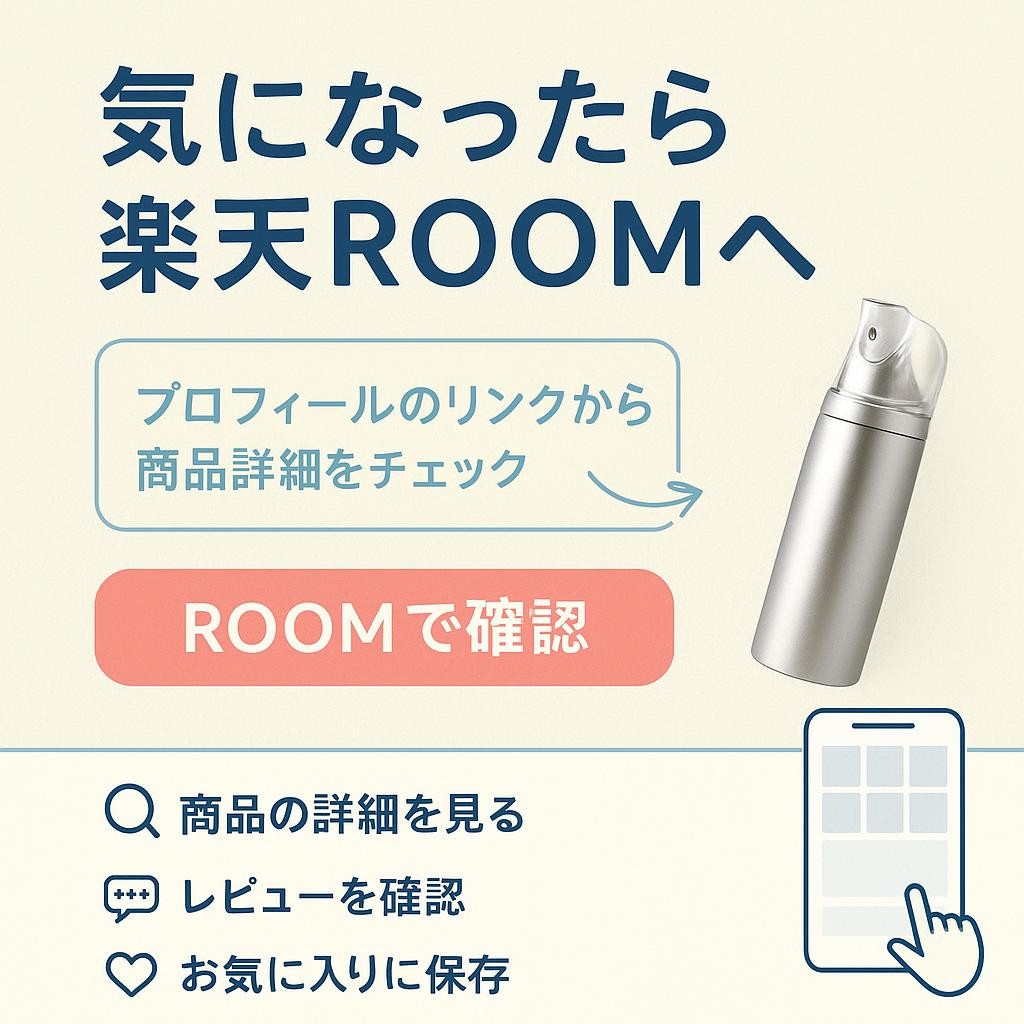 気になったら
楽天ROOMへ
プロフィールのリンクから
商品詳細をチェック
ROOMで確認
商品の詳細を見る
レビューを確認
お気に入りに保存